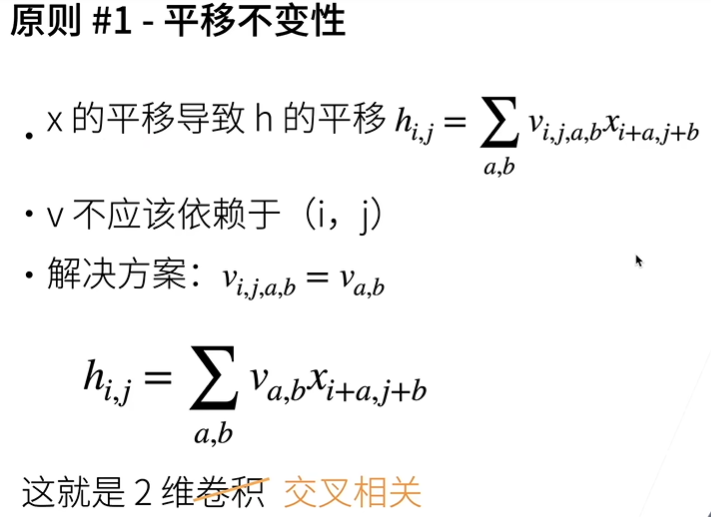 原则 #1 - 平移不变性
• x 的平移导致 h 的平移 h_{i,j} = ∑_{a,b} v_{i,j,a,b}x_{i+a,j+b}
• v 不应该依赖于（i，j）
• 解决方案：v_{i,j,a,b} = v_{a,b}
h_{i,j} = ∑_{a,b} v_{a,b}x_{i+a,j+b}
这就是 2 维卷积 交叉相关